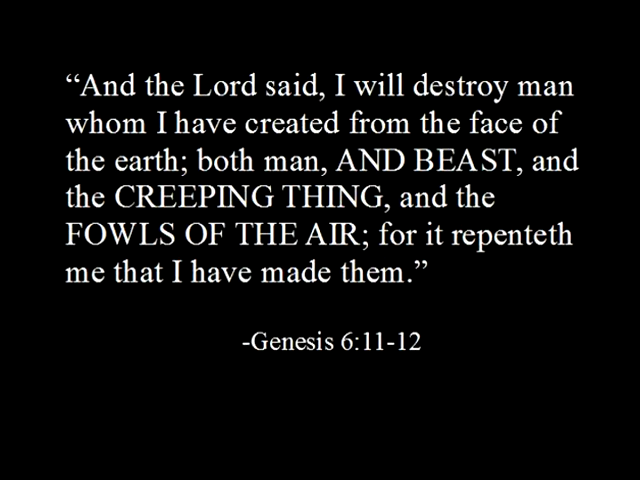 “And the Lord said, I will destroy man
whom I have created from the face of
the earth; both man, AND BEAST, and
the CREEPING THING, and the
FOWLS OF THE AIR; for it repenteth
me that I have made them.”
-Genesis 6:11-12